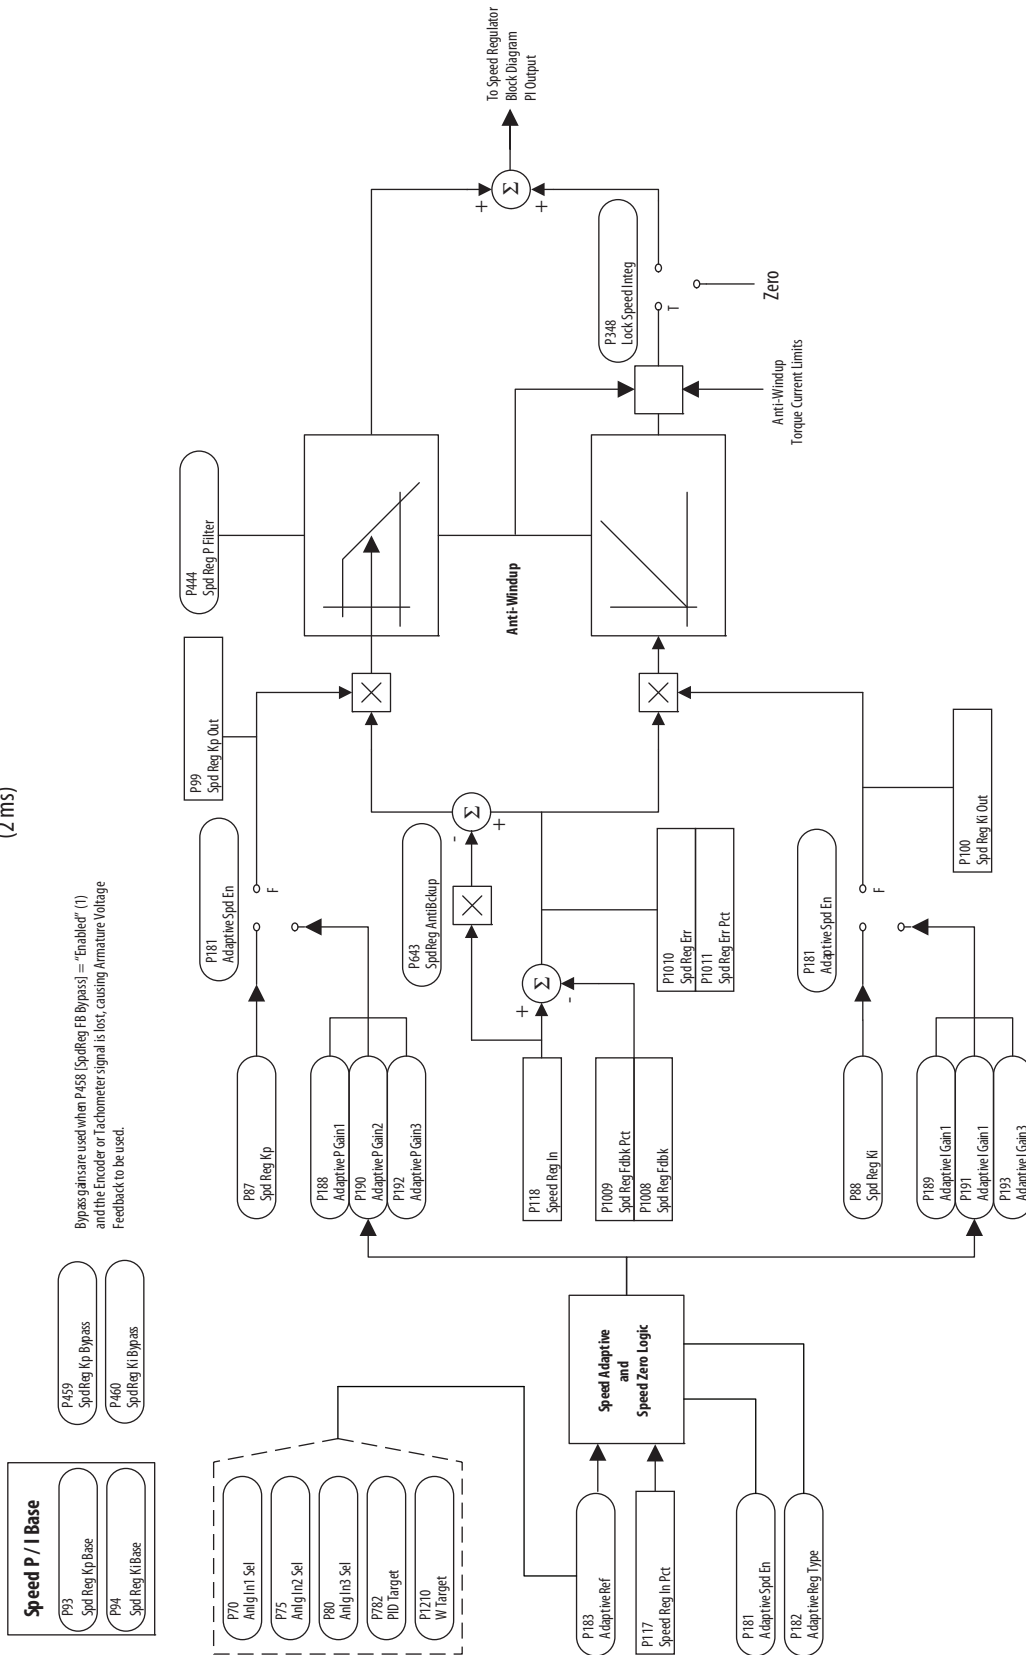 (2 ms)
To Speed Regulator
Block Diagram
PI Output
Σ
+
+
P348
Lock Speed Integ
T
Zero
Anti-Windup
Torque Current Limits
P444
Spd Reg P Filter
Anti-Windup
P99
Spd Reg Kp Out
P181
Adaptive Spd En
F
P643
SpdReg AntiBckup
-
Σ
+
+
Σ
-
P1010
Spd Reg Err
P1011
Spd Reg Err Pct
P181
Adaptive Spd En
F
P100
Spd Reg Ki Out
Bypass gains are used when P458 [SpdReg FB Bypass] = "Enabled" (1)
and the Encoder or Tachometer signal is lost, causing Armature Voltage
Feedback to be used.
P87
Spd Reg Kp
P188
Adaptive P Gain1
P190
Adaptive P Gain2
P192
Adaptive P Gain3
P118
Speed Reg In
P1009
Spd Reg Fdbk Pct
P1008
Spd Reg Fdbk
P88
Spd Reg Ki
P189
Adaptive I Gain1
P191
Adaptive I Gain1
P193
Adaptive I Gain3
P459
SpdReg Kp Bypass
P460
SpdReg Ki Bypass
Speed P / I Base
P93
Spd Reg Kp Base
P94
Spd Reg Ki Base
P70
Anlg In1 Sel
P75
Anlg In2 Sel
P80
Anlg In3 Sel
P782
PID Target
P1210
W Target
Speed Adaptive
and
Speed Zero Logic
P183
Adaptive Ref
P117
Speed Reg In Pct
P181
Adaptive Spd En
P182
Adaptive Reg Type